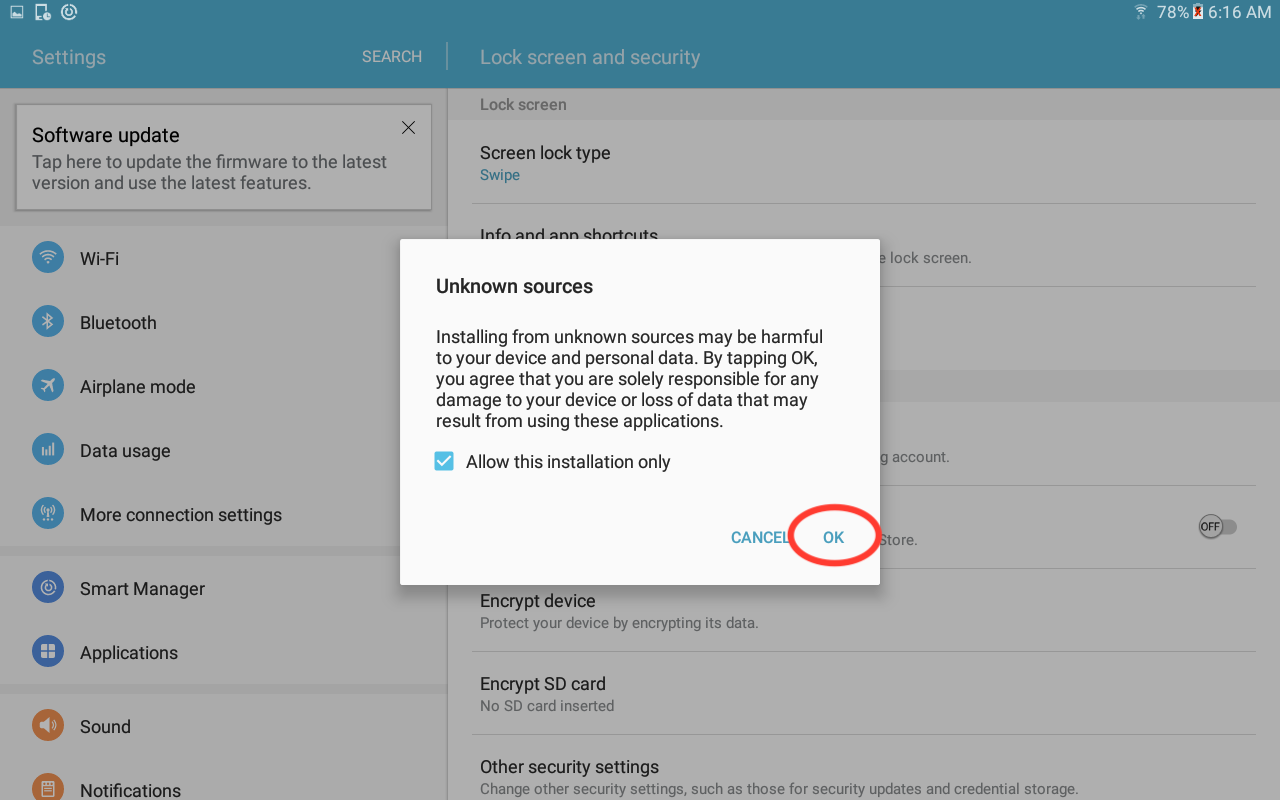 78% 6:16 AM
Settings
SEARCH
Lock screen and security
Software update
Tap here to update the firmware to the latest
version and use the latest features.
Wi-Fi
Bluetooth
Airplane mode
Data usage
More connection settings
Smart Manager
Applications
Sound
Notifications
Lock screen
Screen lock type
Swipe
Info and app shortcuts
lock screen.
Unknown sources
Installing from unknown sources may be harmful
to your device and personal data. By tapping OK,
you agree that you are solely responsible for any
damage to your device or loss of data that may
result from using these applications.
Allow this installation only
CANCEL
OK
account.
OFF
Store.
Encrypt device
Protect your device by encrypting its data.
Encrypt SD card
No SD card inserted
Other security settings
Change other security settings, such as those for security updates and credential storage.